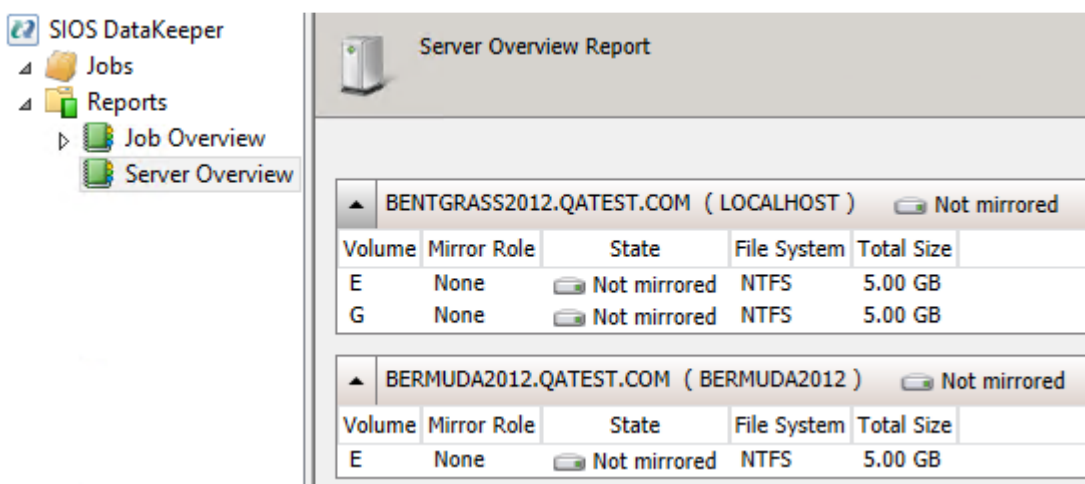 SIOS DataKeeper
Jobs
Reports
Job Overview
Server Overview
Server Overview Report
BENTGRASS2012.QATEST.COM ( LOCALHOST ) Not mirrored
Volume Mirror Role State File System Total Size
E None Not mirrored NTFS 5.00 GB
G None Not mirrored NTFS 5.00 GB
BERMUDA2012.QATEST.COM ( BERMUDA2012 ) Not mirrored
Volume Mirror Role State File System Total Size
E None Not mirrored NTFS 5.00 GB